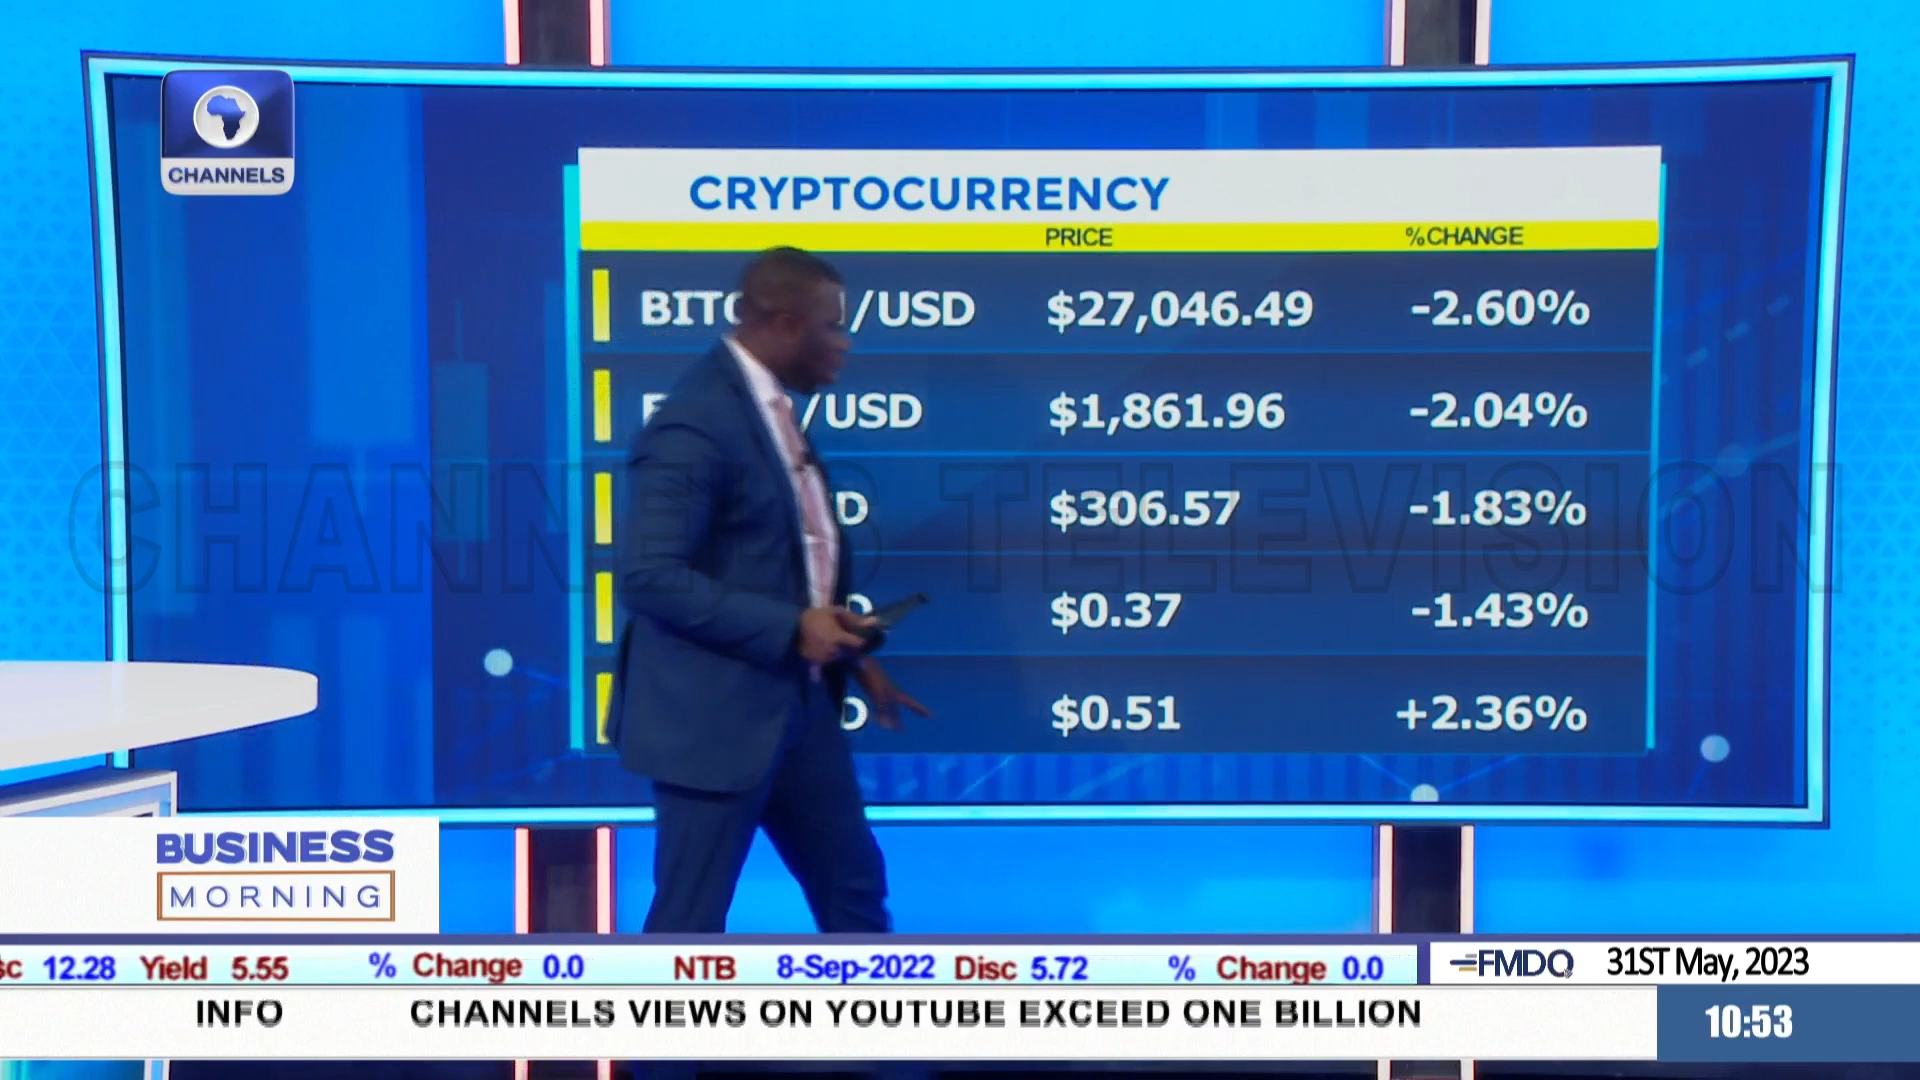 CHANNELS
CRYPTOCURRENCY
PRICE %CHANGE
/USD $27,046.49 -2.60%
/USD $1,861.96 -2.04%
$306.57 -1.83%
$0.37 -1.43%
$0.51 +2.36%
CHANNELS TELEVISION
BUSINESS
MORNING
12.28 Yield 5.55 % Change 0.0 NTB 8-Sep-2022 Disc 5.72 % Change 0.0 FMDQ 31ST May, 2023
INFO CHANNELS VIEWS ON YOUTUBE EXCEED ONE BILLION
10:53